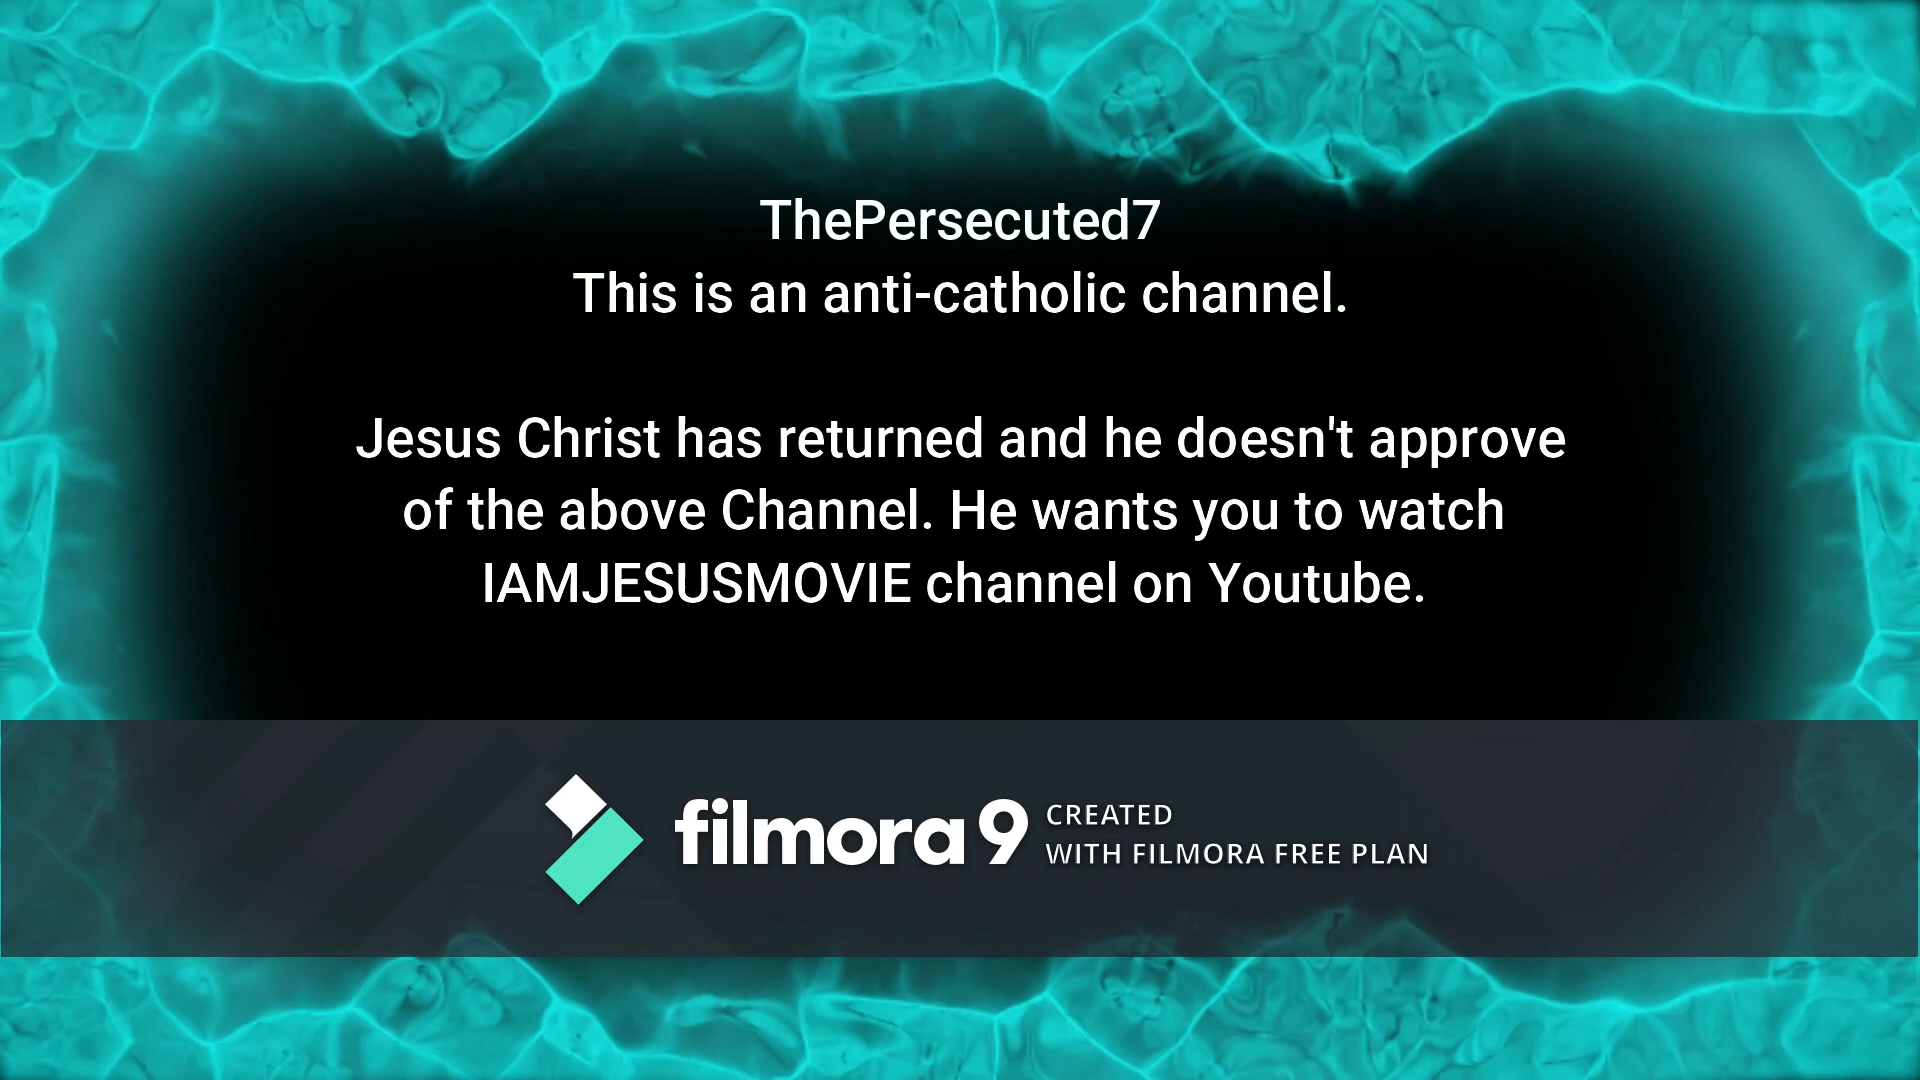 ThePersecuted7
This is an anti-catholic channel.
Jesus Christ has returned and he doesn't approve
of the above Channel. He wants you to watch
IAMJESUSMOVIE channel on Youtube.
filmora 9
CREATED
WITH FILMORA FREE PLAN